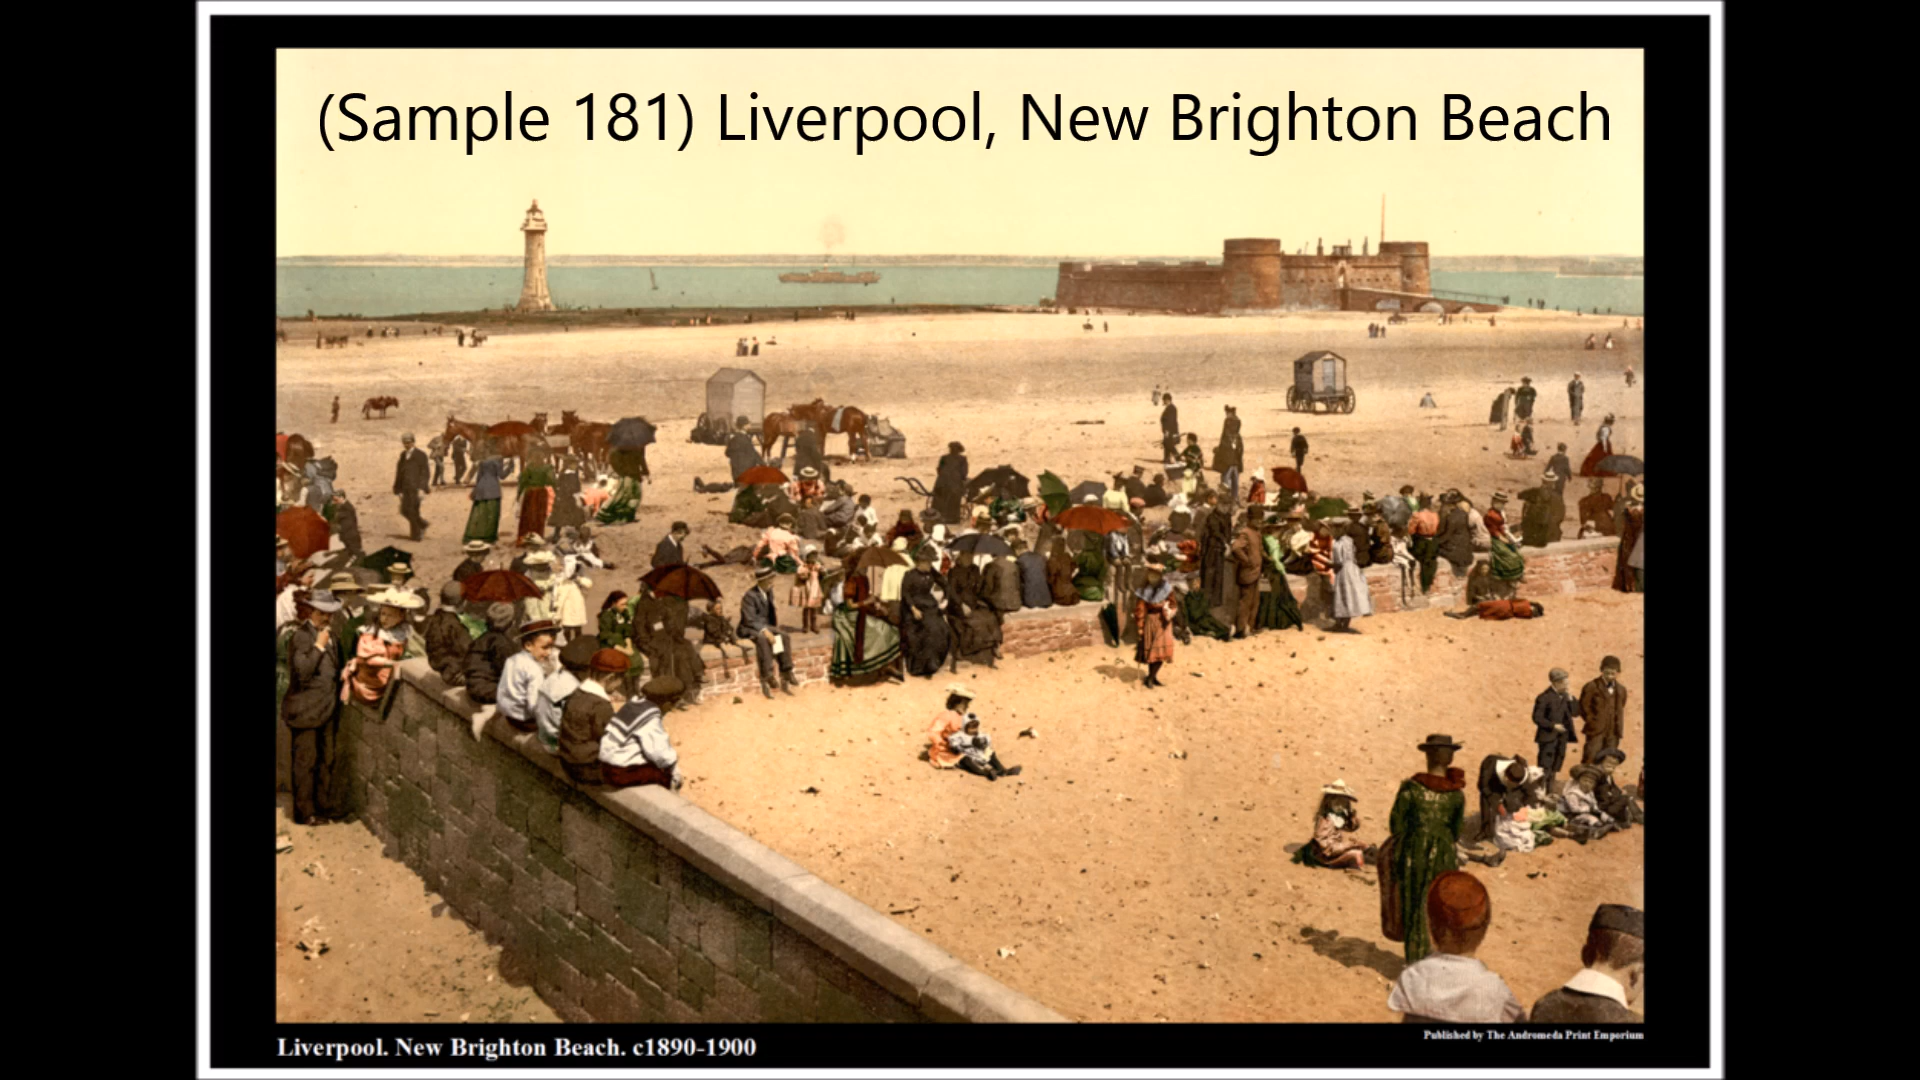 (Sample 181) Liverpool, New Brighton Beach
Liverpool. New Brighton Beach. c1890-1900
Published by The Andromeda Print Emporium